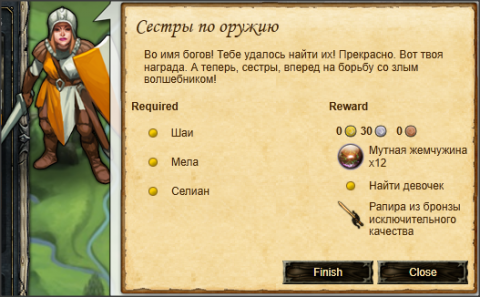 Сестры по оружию
Во имя богов! Тебе удалось найти их! Прекрасно. Вот твоя
награда. А теперь, сестры, вперед на борьбу со злым
волшебником!
Required
Шаи
Мела
Селиан
Reward
0 30 0
Мутная жемчужина
x12
Найти девочек
Рапира из бронзы
исключительного
качества
Finish
Close